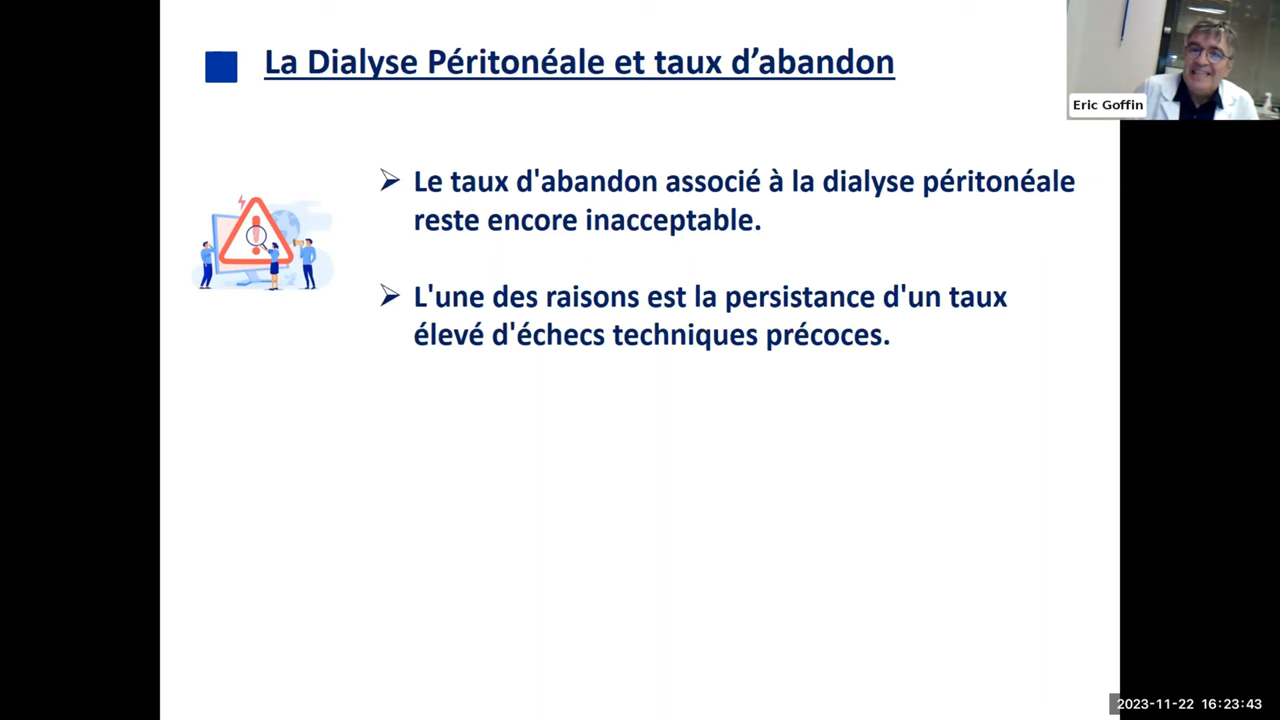 La Dialyse Péritonéale et taux d’abandon
Eric Goffin
Le taux d'abandon associé à la dialyse péritonéale
reste encore inacceptable.
L'une des raisons est la persistance d'un taux
élevé d'échecs techniques précoces.
2023-11-22 16:23:43